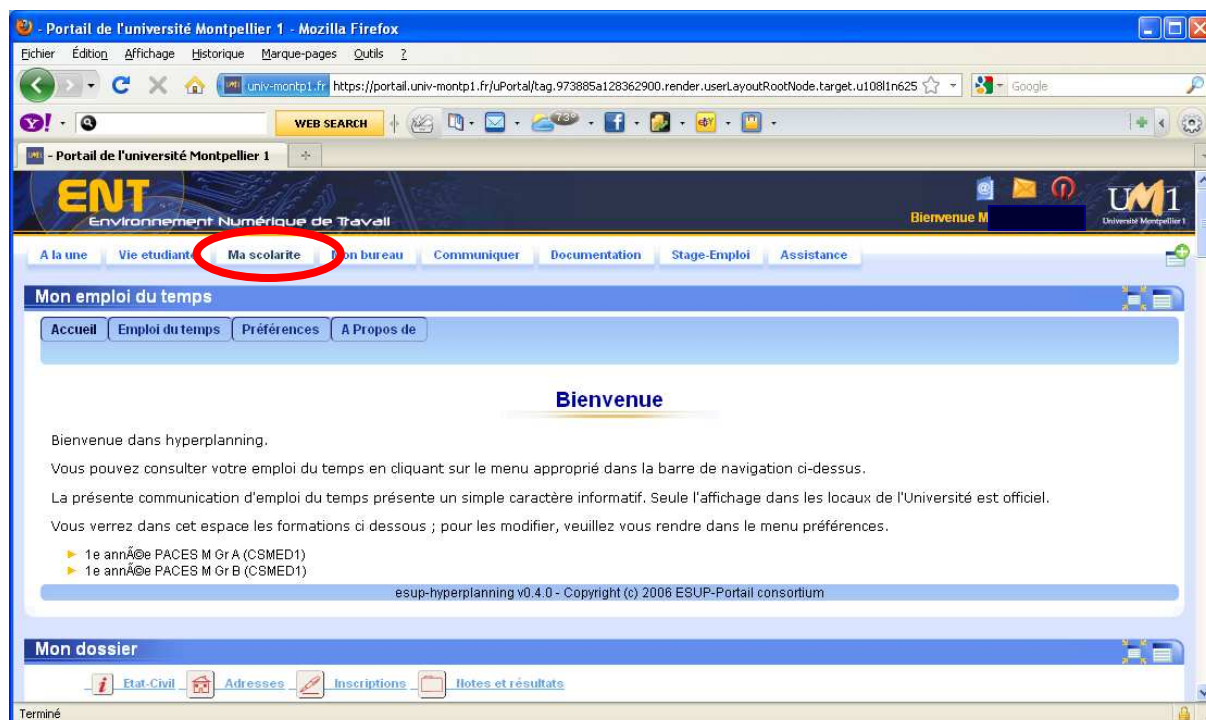 - Portail de l'université Montpellier 1 - Mozilla Firefox
Fichier Édition Affichage Historique Marque-pages Outils ?
univ-montp1.fr https://portail.univ-montp1.fr/uPortal/tag.973885a128362900.render.userLayoutRootNode.target.u108l1n625 Google
Y! WEB SEARCH 73° eBY
- Portail de l'université Montpellier 1
ENT
Environnement Numérique de Travail
Bienvenue M
UM1
Université Montpellier 1
A la une Vie etudiante Ma scolarite Mon bureau Communiquer Documentation Stage-Emploi Assistance
Mon emploi du temps
Accueil Emploi du temps Préférences A Propos de
Bienvenue
Bienvenue dans hyperplanning.
Vous pouvez consulter votre emploi du temps en cliquant sur le menu approprié dans la barre de navigation ci-dessus.
La présente communication d'emploi du temps présente un simple caractère informatif. Seule l'affichage dans les locaux de l'Université est officiel.
Vous verrez dans cet espace les formations ci dessous ; pour les modifier, veuillez vous rendre dans le menu préférences.
1e annÃ©e PACES M Gr A (CSMED1)
1e annÃ©e PACES M Gr B (CSMED1)
esup-hyperplanning v0.4.0 - Copyright (c) 2006 ESUP-Portail consortium
Mon dossier
Etat-Civil Adresses Inscriptions Notes et résultats
Terminé